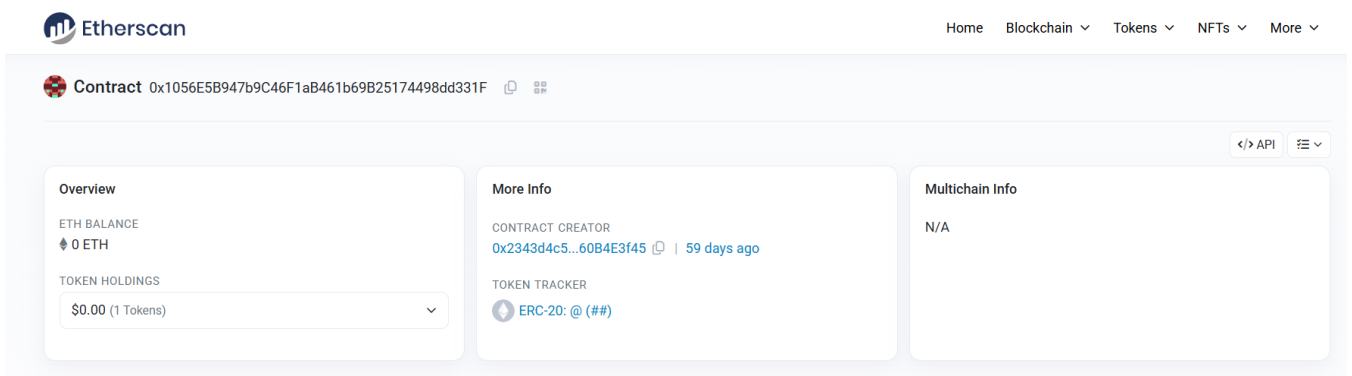 Etherscan
Home Blockchain Tokens NFTs More
Contract 0x1056E5B947b9C46F1aB461b69B25174498dd331F
</> API
Overview
ETH BALANCE
0 ETH
TOKEN HOLDINGS
$0.00 (1 Tokens)
More Info
CONTRACT CREATOR
0x2343d4c5...60B4E3f45 | 59 days ago
TOKEN TRACKER
ERC-20: @ (##)
Multichain Info
N/A